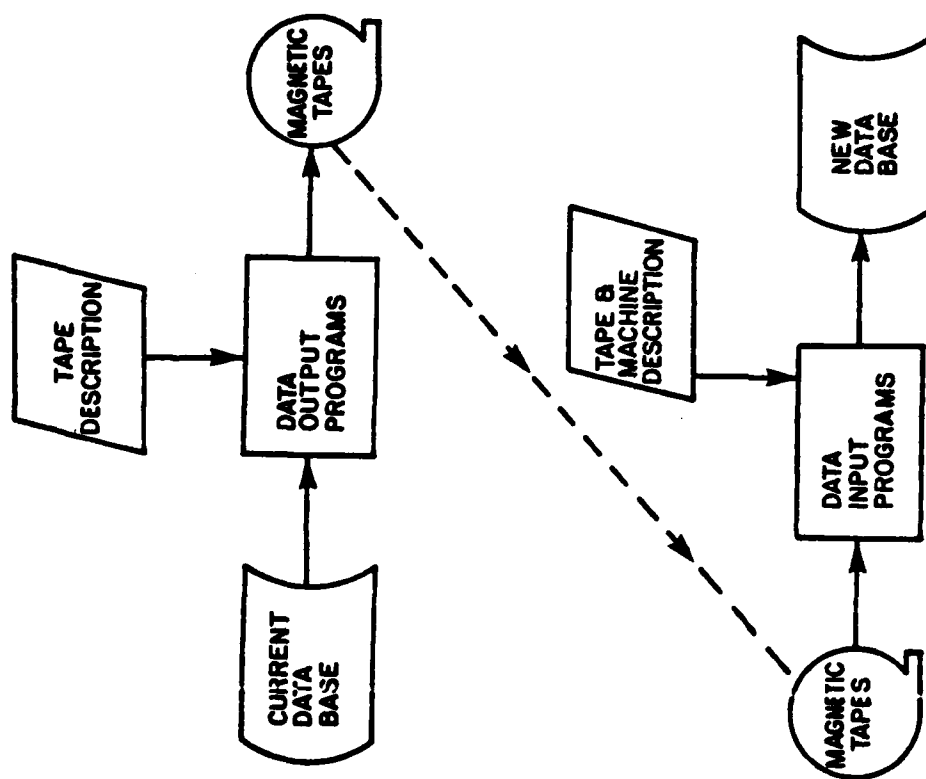 TAPE
DESCRIPTION
CURRENT
DATA
BASE
DATA
OUTPUT
PROGRAMS
MAGNETIC
TAPES
TAPE &
MACHINE
DESCRIPTION
MAGNETIC
TAPES
DATA
INPUT
PROGRAMS
NEW
DATA
BASE